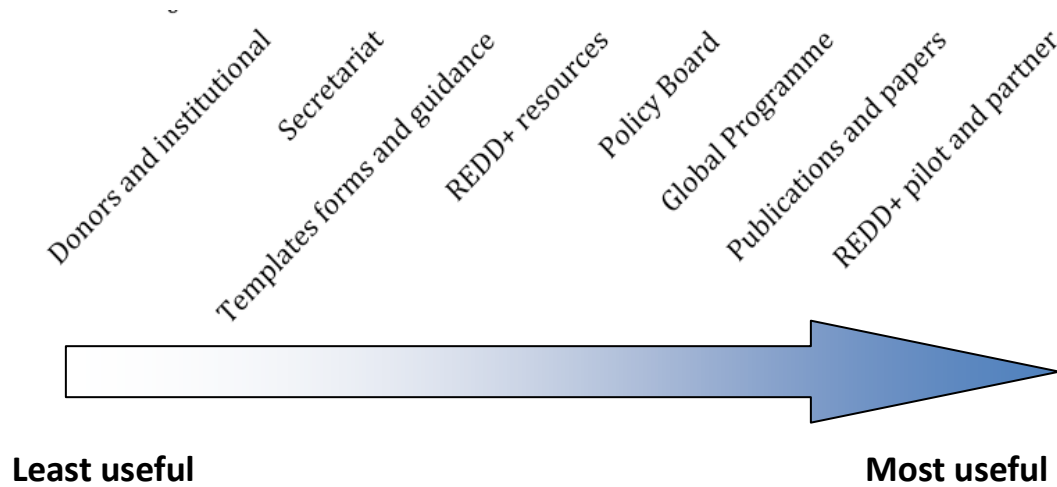 Donors and institutional
Secretariat
Templates forms and guidance
REDD+ resources
Policy Board
Global Programme
Publications and papers
REDD+ pilot and partner
Least useful
Most useful